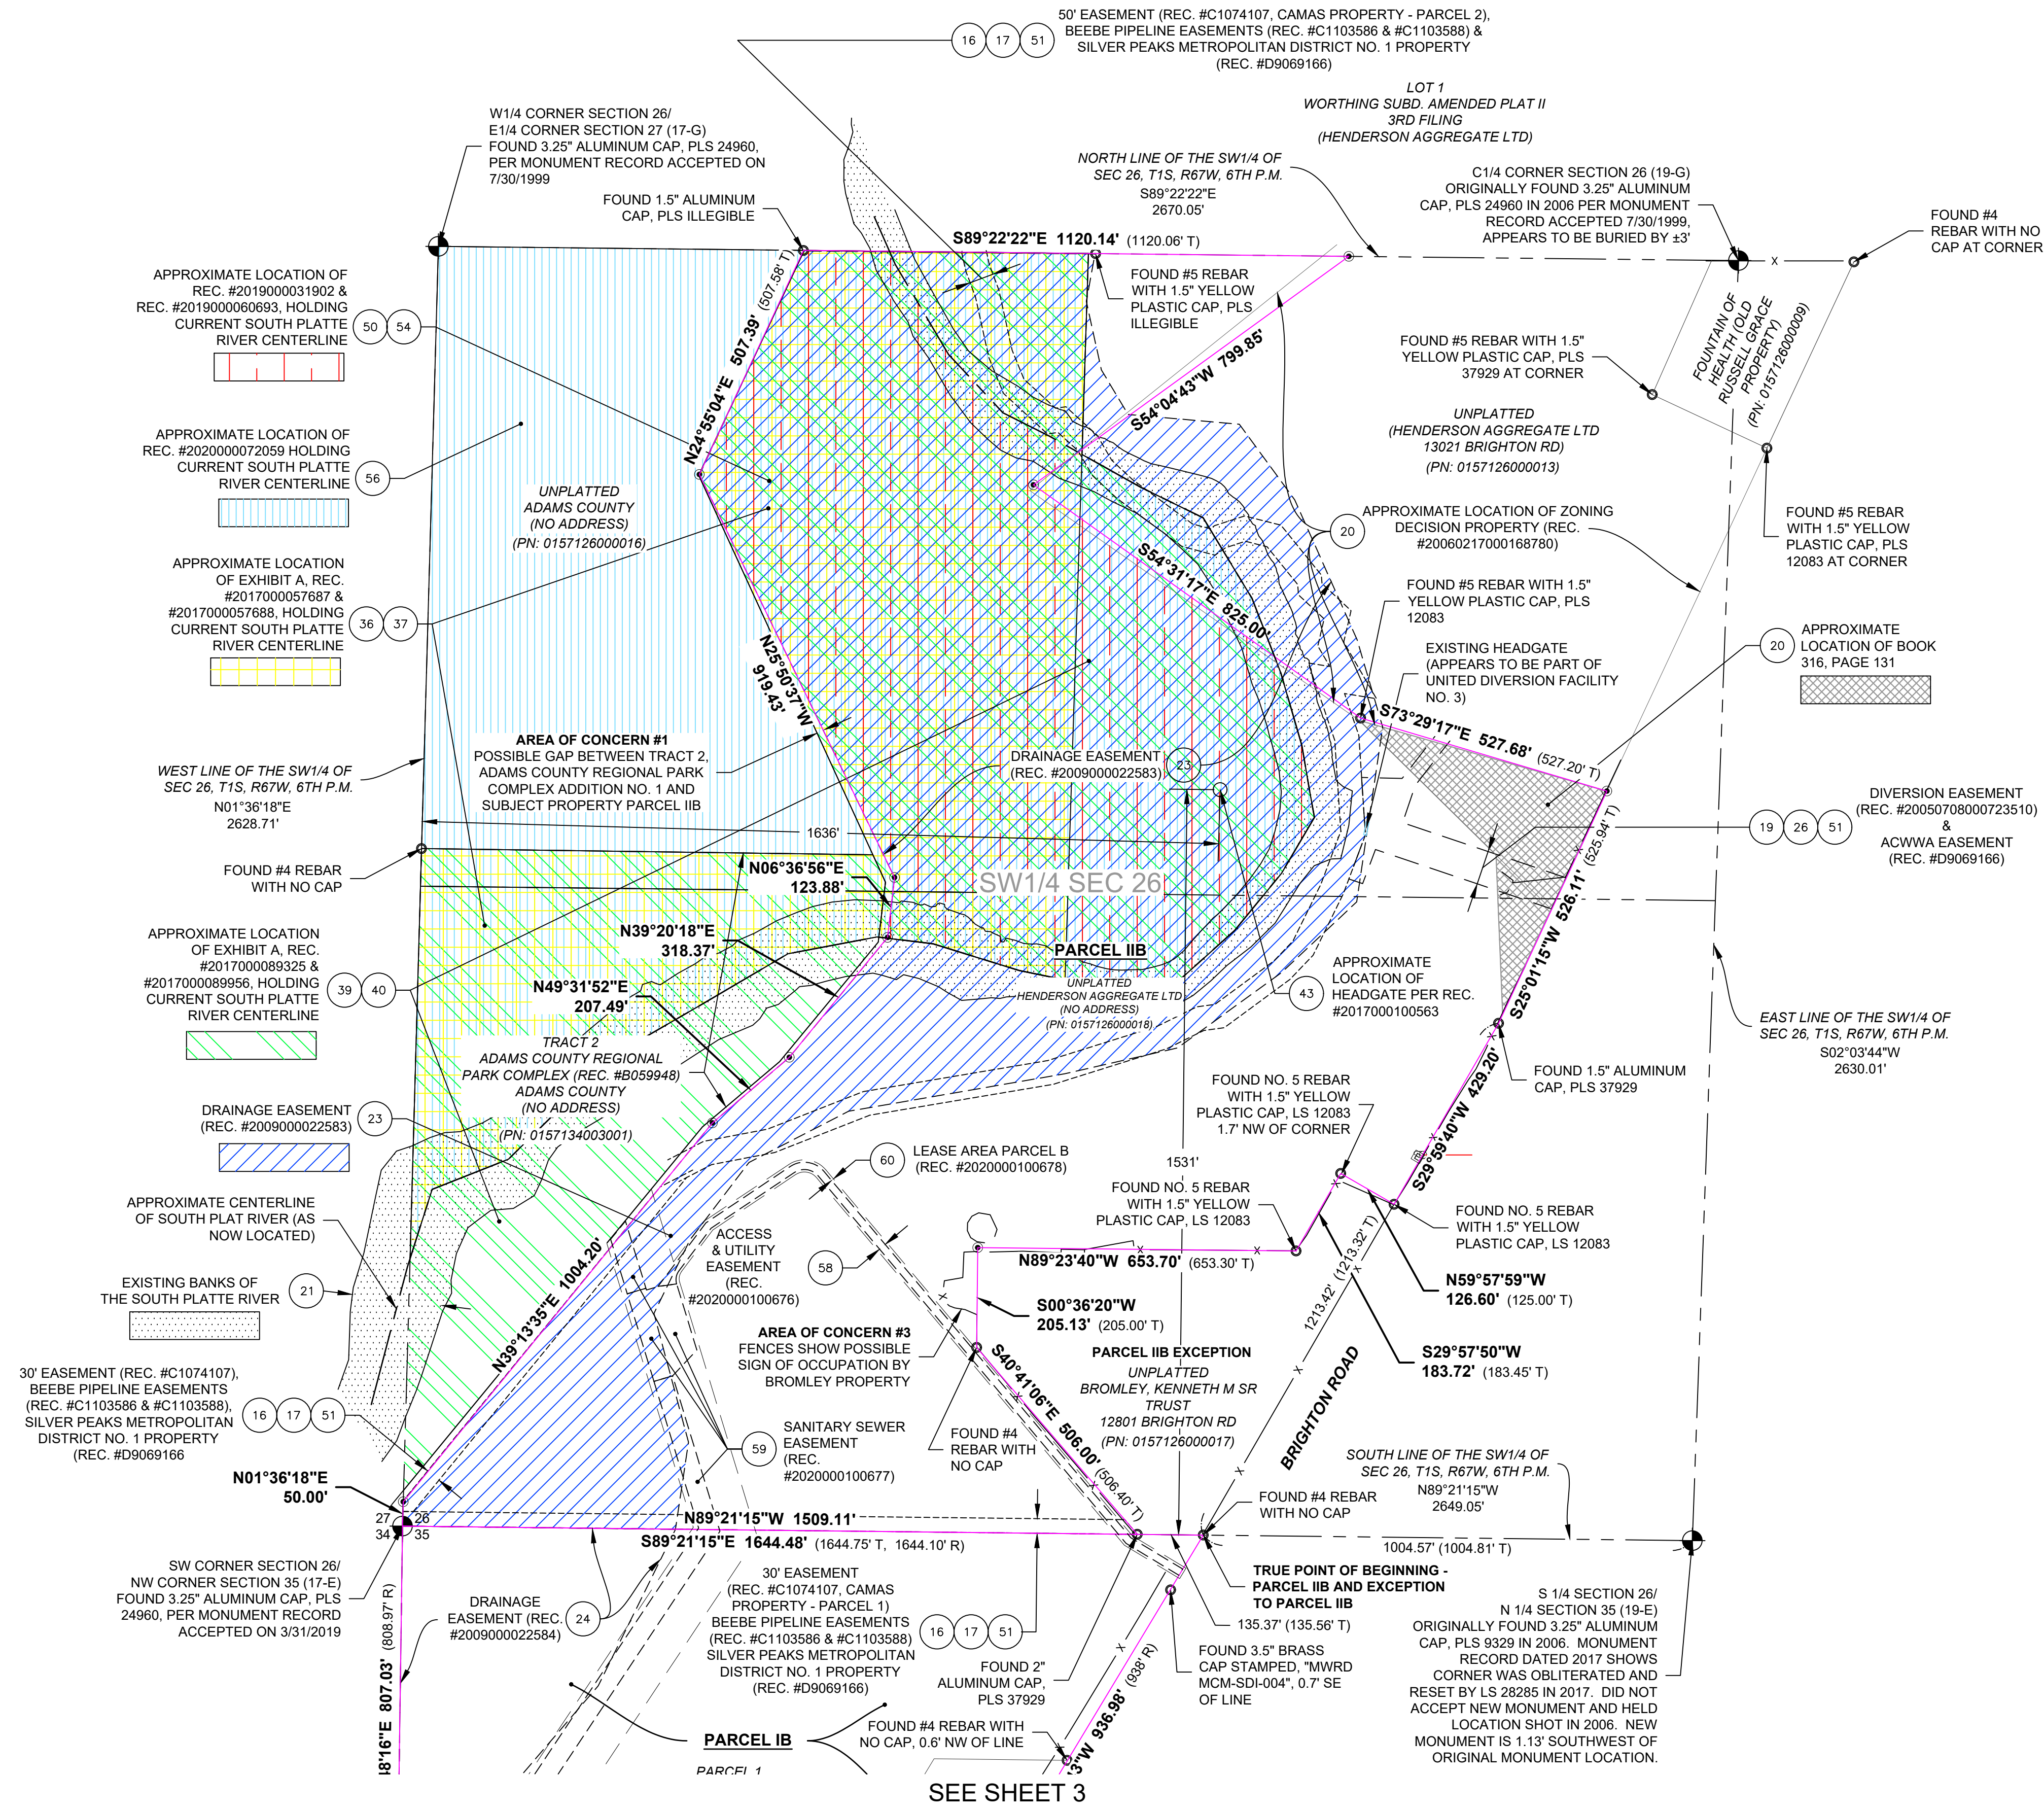 50' EASEMENT (REC. #C1074107, CAMAS PROPERTY - PARCEL 2),
BEEBE PIPELINE EASEMENTS (REC. #C1103586 & #C1103588) &
SILVER PEAKS METROPOLITAN DISTRICT NO. 1 PROPERTY
(REC. #D9069166)
16 17 51
LOT 1
WORTHING SUBD. AMENDED PLAT II
3RD FILING
(HENDERSON AGGREGATE LTD)
W1/4 CORNER SECTION 26/
E1/4 CORNER SECTION 27 (17-G)
FOUND 3.25" ALUMINUM CAP, PLS 24960,
PER MONUMENT RECORD ACCEPTED ON
7/30/1999
FOUND 1.5" ALUMINUM
CAP, PLS ILLEGIBLE
NORTH LINE OF THE SW1/4 OF
SEC 26, T1S, R67W, 6TH P.M.
S89°22'22"E
2670.05'
C1/4 CORNER SECTION 26 (19-G)
ORIGINALLY FOUND 3.25" ALUMINUM
CAP, PLS 24960 IN 2006 PER MONUMENT
RECORD ACCEPTED 7/30/1999,
APPEARS TO BE BURIED BY ±3'
FOUND #4
REBAR WITH NO
CAP AT CORNER
S89°22'22"E 1120.14' (1120.06' T)
FOUND #5 REBAR
WITH 1.5" YELLOW
PLASTIC CAP, PLS
ILLEGIBLE
X
APPROXIMATE LOCATION OF
REC. #2019000031902 &
REC. #2019000060693, HOLDING
CURRENT SOUTH PLATTE
RIVER CENTERLINE
50 54
N24°55'04"E 507.39' (507.58' T)
S54°04'43"W 799.85'
FOUND #5 REBAR WITH 1.5"
YELLOW PLASTIC CAP, PLS
37929 AT CORNER
FOUNTAIN OF
HEALTH (OLD
RUSSELL GRACE
PROPERTY)
(PN: 0157126000009)
APPROXIMATE LOCATION OF
REC. #2020000072059 HOLDING
CURRENT SOUTH PLATTE
RIVER CENTERLINE
56
UNPLATTED
ADAMS COUNTY
(NO ADDRESS)
(PN: 0157126000016)
UNPLATTED
(HENDERSON AGGREGATE LTD
13021 BRIGHTON RD)
(PN: 0157126000013)
20
APPROXIMATE LOCATION OF ZONING
DECISION PROPERTY (REC.
#20060217000168780)
FOUND #5 REBAR
WITH 1.5" YELLOW
PLASTIC CAP, PLS
12083 AT CORNER
APPROXIMATE LOCATION
OF EXHIBIT A, REC.
#2017000057687 &
#2017000057688, HOLDING
CURRENT SOUTH PLATTE
RIVER CENTERLINE
36 37
S54°31'17"E 825.00'
FOUND #5 REBAR WITH 1.5"
YELLOW PLASTIC CAP, PLS
12083
EXISTING HEADGATE
(APPEARS TO BE PART OF
UNITED DIVERSION FACILITY
NO. 3)
20
APPROXIMATE
LOCATION OF BOOK
316, PAGE 131
N25°50'37"W
919.43'
S73°29'17"E 527.68' (527.20' T)
AREA OF CONCERN #1
POSSIBLE GAP BETWEEN TRACT 2,
ADAMS COUNTY REGIONAL PARK
COMPLEX ADDITION NO. 1 AND
SUBJECT PROPERTY PARCEL IIB
DRAINAGE EASEMENT
(REC. #2009000022583)
23
WEST LINE OF THE SW1/4 OF
SEC 26, T1S, R67W, 6TH P.M.
N01°36'18"E
2628.71'
1636'
19 26 51
DIVERSION EASEMENT
(REC. #20050708000723510)
&
ACWWA EASEMENT
(REC. #D9069166)
FOUND #4 REBAR
WITH NO CAP
N06°36'56"E
123.88'
SW1/4 SEC 26
X
S25°01'15"W 526.11' (525.94' T)
APPROXIMATE LOCATION
OF EXHIBIT A, REC.
#2017000089325 &
#2017000089956, HOLDING
CURRENT SOUTH PLATTE
RIVER CENTERLINE
39 40
N39°20'18"E
318.37'
N49°31'52"E
207.49'
PARCEL IIB
UNPLATTED
HENDERSON AGGREGATE LTD
(NO ADDRESS)
(PN: 0157126000018)
43
APPROXIMATE
LOCATION OF
HEADGATE PER REC.
#2017000100563
EAST LINE OF THE SW1/4 OF
SEC 26, T1S, R67W, 6TH P.M.
S02°03'44"W
2630.01'
TRACT 2
ADAMS COUNTY REGIONAL
PARK COMPLEX (REC. #B059948)
ADAMS COUNTY
(NO ADDRESS)
(PN: 0157134003001)
FOUND 1.5" ALUMINUM
CAP, PLS 37929
FOUND NO. 5 REBAR
WITH 1.5" YELLOW
PLASTIC CAP, LS 12083
1.7' NW OF CORNER
S29°59'40"W 429.20'
X
DRAINAGE EASEMENT
(REC. #2009000022583)
23
60
LEASE AREA PARCEL B
(REC. #2020000100678)
1531'
FOUND NO. 5 REBAR
WITH 1.5" YELLOW
PLASTIC CAP, LS 12083
X
FOUND NO. 5 REBAR
WITH 1.5" YELLOW
PLASTIC CAP, LS 12083
APPROXIMATE CENTERLINE
OF SOUTH PLAT RIVER (AS
NOW LOCATED)
ACCESS
& UTILITY
EASEMENT
(REC.
#2020000100676)
58
X X
N89°23'40"W 653.70' (653.30' T)
1213.42' (1213.32' T)
X
N59°57'59"W
126.60' (125.00' T)
EXISTING BANKS OF
THE SOUTH PLATTE RIVER
21
N39°13'35"E 1004.20'
X
S00°36'20"W
205.13' (205.00' T)
AREA OF CONCERN #3
FENCES SHOW POSSIBLE
SIGN OF OCCUPATION BY
BROMLEY PROPERTY
S29°57'50"W
183.72' (183.45' T)
30' EASEMENT (REC. #C1074107),
BEEBE PIPELINE EASEMENTS
(REC. #C1103586 & #C1103588),
SILVER PEAKS METROPOLITAN
DISTRICT NO. 1 PROPERTY
(REC. #D9069166
16 17 51
PARCEL IIB EXCEPTION
UNPLATTED
BROMLEY, KENNETH M SR
TRUST
12801 BRIGHTON RD
(PN: 0157126000017)
X
BRIGHTON ROAD
S40°41'06"E 506.00' (506.40' T)
X
X
59
SANITARY SEWER
EASEMENT
(REC.
#2020000100677)
FOUND #4
REBAR WITH
NO CAP
X
SOUTH LINE OF THE SW1/4 OF
SEC 26, T1S, R67W, 6TH P.M.
N89°21'15"W
2649.05'
N01°36'18"E
50.00'
FOUND #4 REBAR
WITH NO CAP
27 26
34 35
N89°21'15"W 1509.11'
S89°21'15"E 1644.48' (1644.75' T, 1644.10' R)
1004.57' (1004.81' T)
SW CORNER SECTION 26/
NW CORNER SECTION 35 (17-E)
FOUND 3.25" ALUMINUM CAP, PLS
24960, PER MONUMENT RECORD
ACCEPTED ON 3/31/2019
DRAINAGE
EASEMENT (REC.
#2009000022584)
24
30' EASEMENT
(REC. #C1074107, CAMAS
PROPERTY - PARCEL 1)
BEEBE PIPELINE EASEMENTS
(REC. #C1103586 & #C1103588)
SILVER PEAKS METROPOLITAN
DISTRICT NO. 1 PROPERTY
(REC. #D9069166)
16 17 51
TRUE POINT OF BEGINNING -
PARCEL IIB AND EXCEPTION
TO PARCEL IIB
135.37' (135.56' T)
FOUND 3.5" BRASS
CAP STAMPED, "MWRD
MCM-SDI-004", 0.7' SE
OF LINE
S 1/4 SECTION 26/
N 1/4 SECTION 35 (19-E)
ORIGINALLY FOUND 3.25" ALUMINUM
CAP, PLS 9329 IN 2006. MONUMENT
RECORD DATED 2017 SHOWS
CORNER WAS OBLITERATED AND
RESET BY LS 28285 IN 2017. DID NOT
ACCEPT NEW MONUMENT AND HELD
LOCATION SHOT IN 2006. NEW
MONUMENT IS 1.13' SOUTHWEST OF
ORIGINAL MONUMENT LOCATION.
FOUND 2"
ALUMINUM CAP,
PLS 37929
X
48'16"E 807.03' (808.97' R)
3"W 936.98' (938' R)
FOUND #4 REBAR WITH
NO CAP, 0.6' NW OF LINE
X
PARCEL IB
PARCEL 1
SEE SHEET 3